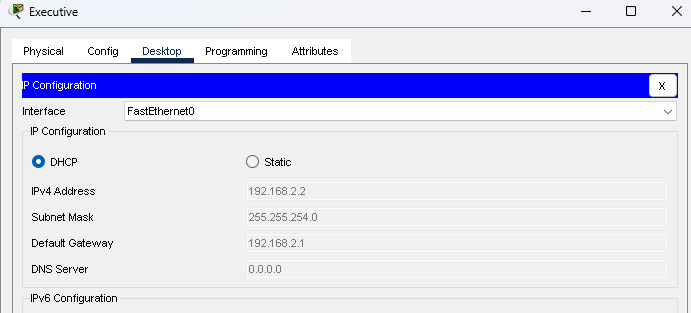 Executive
Physical Config Desktop Programming Attributes
IP Configuration X
Interface FastEthernet0
IP Configuration
DHCP Static
IPv4 Address 192.168.2.2
Subnet Mask 255.255.254.0
Default Gateway 192.168.2.1
DNS Server 0.0.0.0
IPv6 Configuration